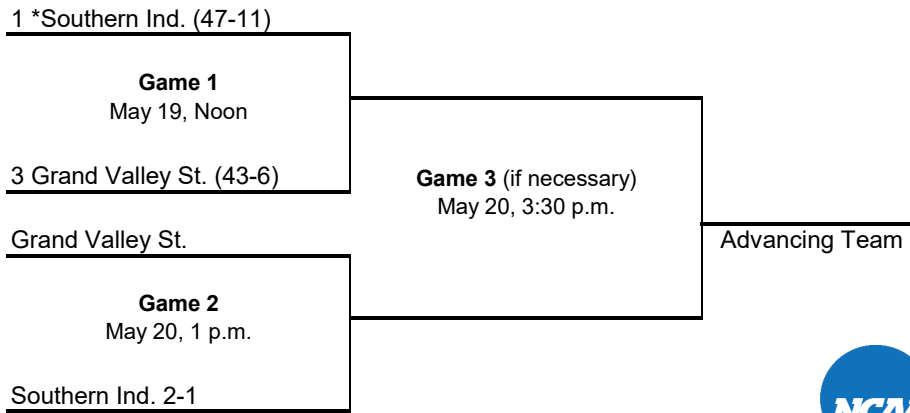 1 *Southern Ind. (47-11)
Game 1
May 19, Noon
3 Grand Valley St. (43-6)
Game 3 (if necessary)
May 20, 3:30 p.m.
Grand Valley St.
Advancing Team
Game 2
May 20, 1 p.m.
Southern Ind. 2-1